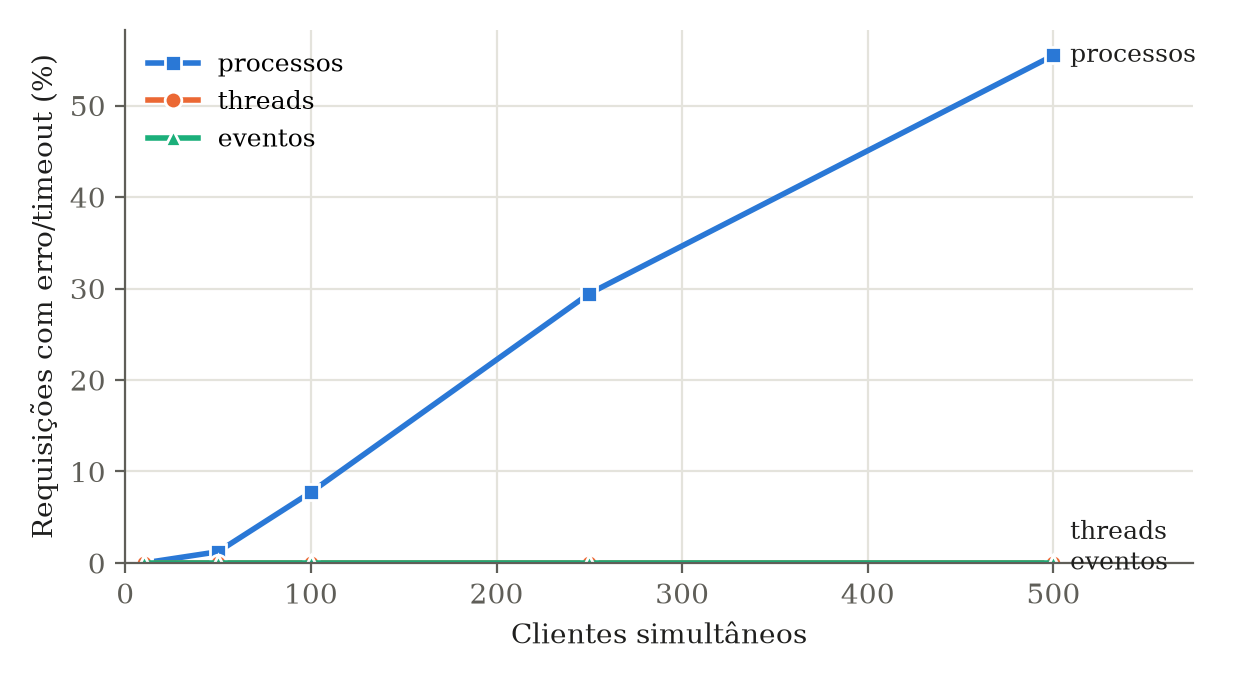 processos
threads
eventos
processos
threads
eventos
Requisições com erro/timeout (%)
50
40
30
20
10
0
0 100 200 300 400 500
Clientes simultâneos